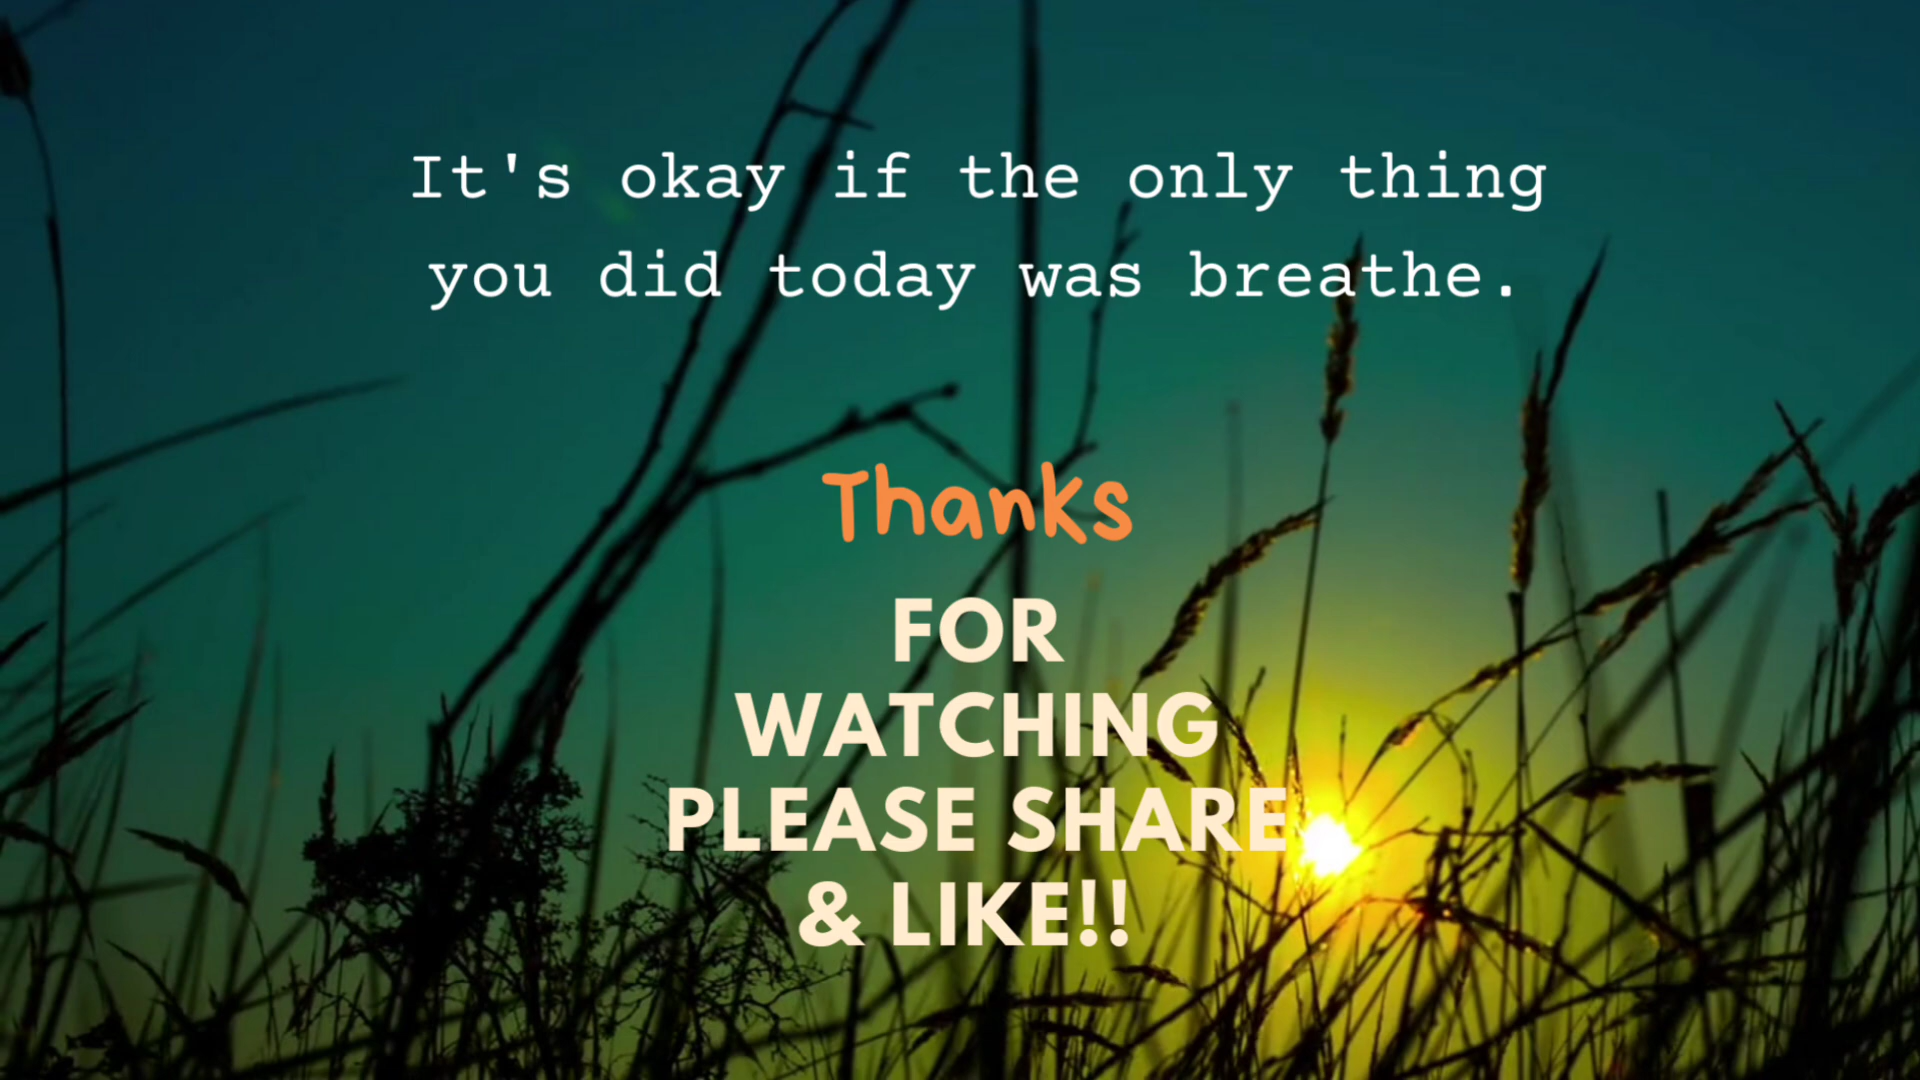 It's okay if the only thing
you did today was breathe.
Thanks
FOR
WATCHING
PLEASE SHARE
& LIKE!!